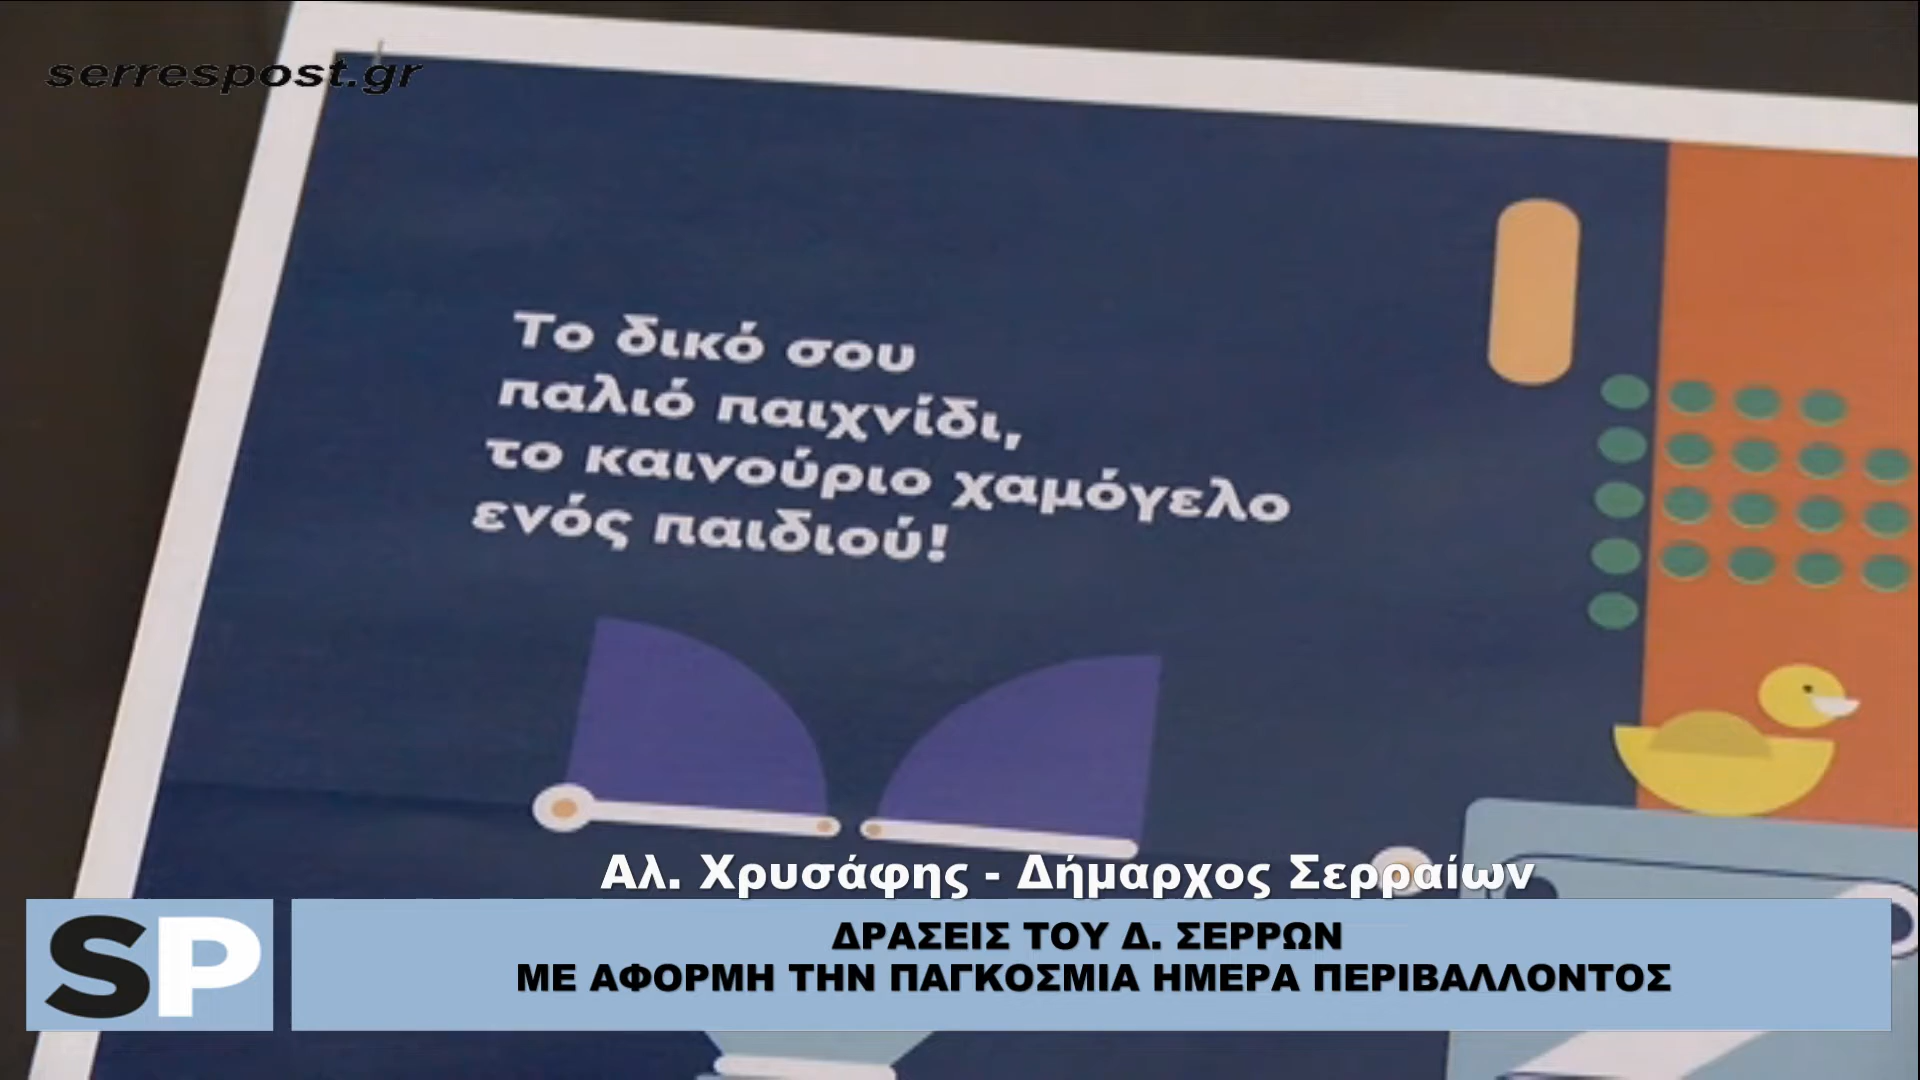 serrespost.gr
Το δικό σου
παλιό παιχνίδι,
το καινούριο χαμόγελο
ενός παιδιού!
Αλ. Χρυσάφης - Δήμαρχος Σερραίων
SP
ΔΡΑΣΕΙΣ ΤΟΥ Δ. ΣΕΡΡΩΝ
ΜΕ ΑΦΟΡΜΗ ΤΗΝ ΠΑΓΚΟΣΜΙΑ ΗΜΕΡΑ ΠΕΡΙΒΑΛΛΟΝΤΟΣ